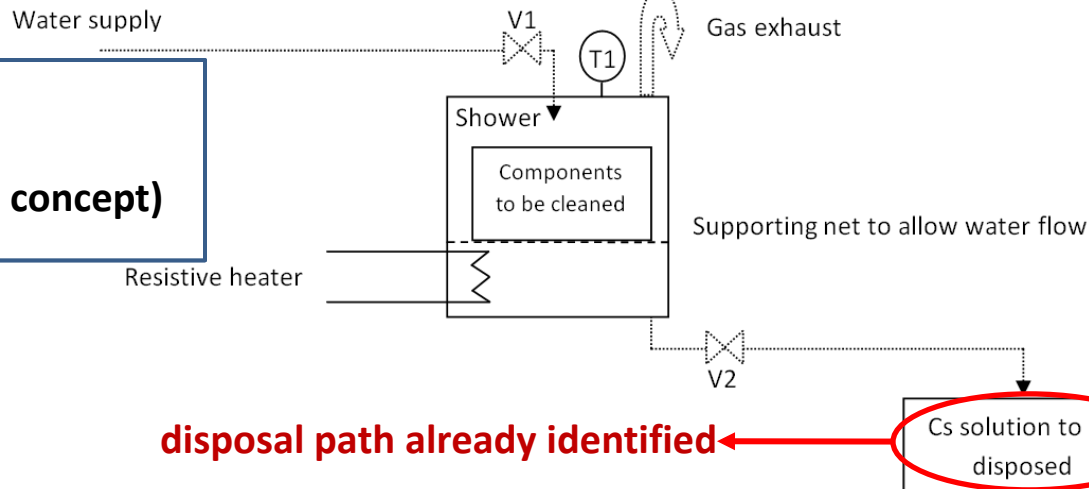 Water supply
V1
Gas exhaust
T1
Shower
concept)
Components
to be cleaned
Supporting net to allow water flow
Resistive heater
V2
disposal path already identified
Cs solution to
disposed